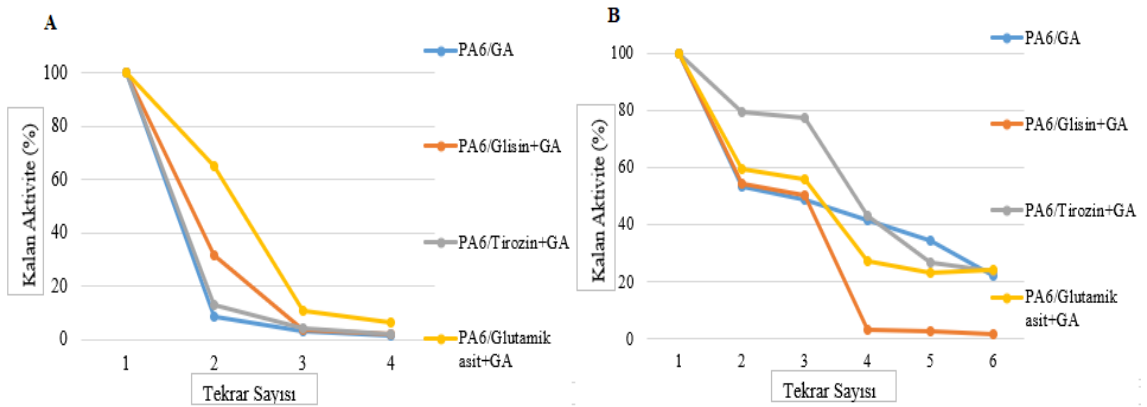 A
PA6/GA
PA6/Glisin+GA
PA6/Tirozin+GA
PA6/Glutamik
asit+GA
100
80
60
40
20
0
Kalan Aktivite (%)
1 2 3 4
Tekrar Sayısı
B
PA6/GA
PA6/Glisin+GA
PA6/Tirozin+GA
PA6/Glutamik
asit+GA
100
80
60
40
20
0
Kalan Aktivite (%)
1 2 3 4 5 6
Tekrar Sayısı